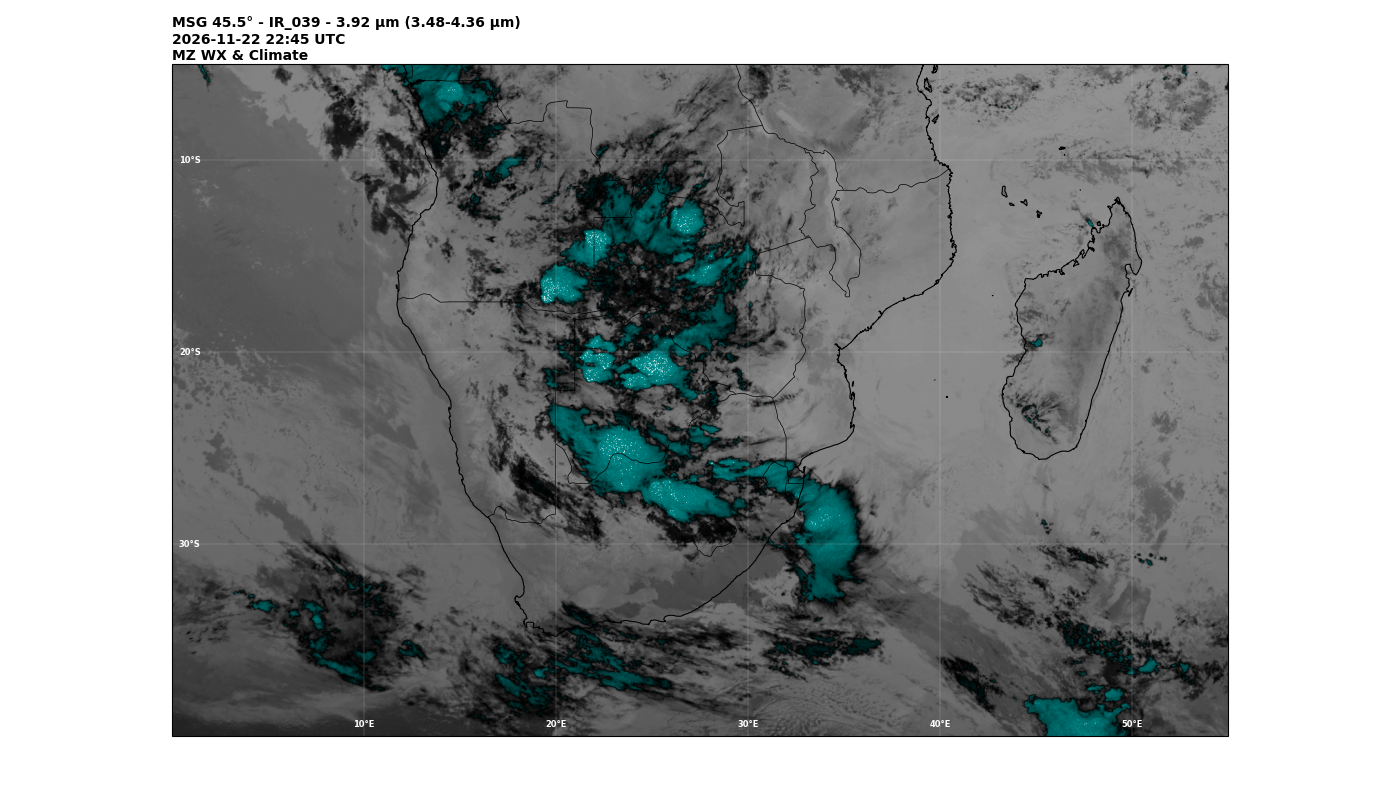 MSG 45.5° - IR_039 - 3.92 µm (3.48-4.36 µm)
2026-11-22 22:45 UTC
MZ WX & Climate
10°S
20°S
30°S
10°E
20°E
30°E
40°E
50°E